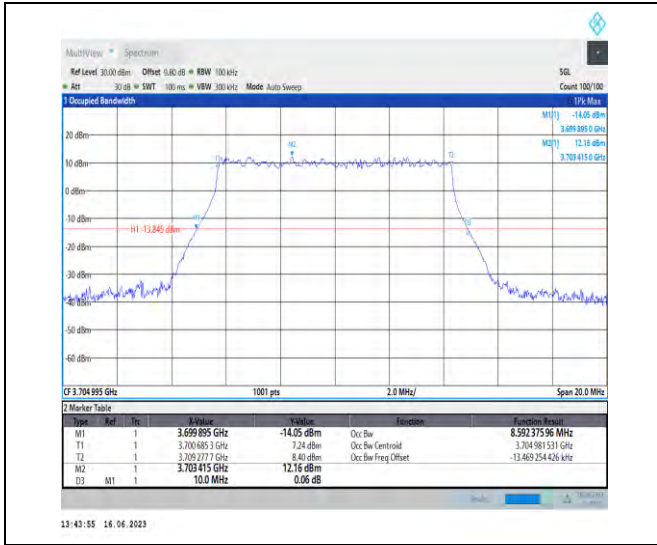 MultiView Spectrum
Ref Level 30.00 dBm Offset 0.80 dB RBW 100 kHz SGL
Att 30 dB SWT 100 ms VBW 300 kHz Mode Auto Sweep Count 100/100
1 Occupied Bandwidth 1Pk Max
M1[1] -14.05 dBm
3.699 895 0 GHz
M2[1] 12.16 dBm
3.703 415 0 GHz
20 dBm
10 dBm
0 dBm
-10 dBm
-20 dBm
-30 dBm
-40 dBm
-50 dBm
-60 dBm
M2
T2
H1 -13.845 dBm
CF 3.704 995 GHz 1001 pts 2.0 MHz/ Span 20.0 MHz
2 Marker Table
Type Ref Trc X-Value Y-Value Function Function Result
M1 1 3.699 895 GHz -14.05 dBm Occ Bw 8.592 375 96 MHz
T1 1 3.700 685 3 GHz 7.24 dBm Occ Bw Centroid 3.704 981 531 GHz
T2 1 3.709 277 7 GHz 8.40 dBm Occ Bw Freq Offset -13.469 254 426 kHz
M2 1 3.703 415 GHz 12.16 dBm
D3 M1 1 10.0 MHz 0.06 dB
13:43:55 16.06.2023